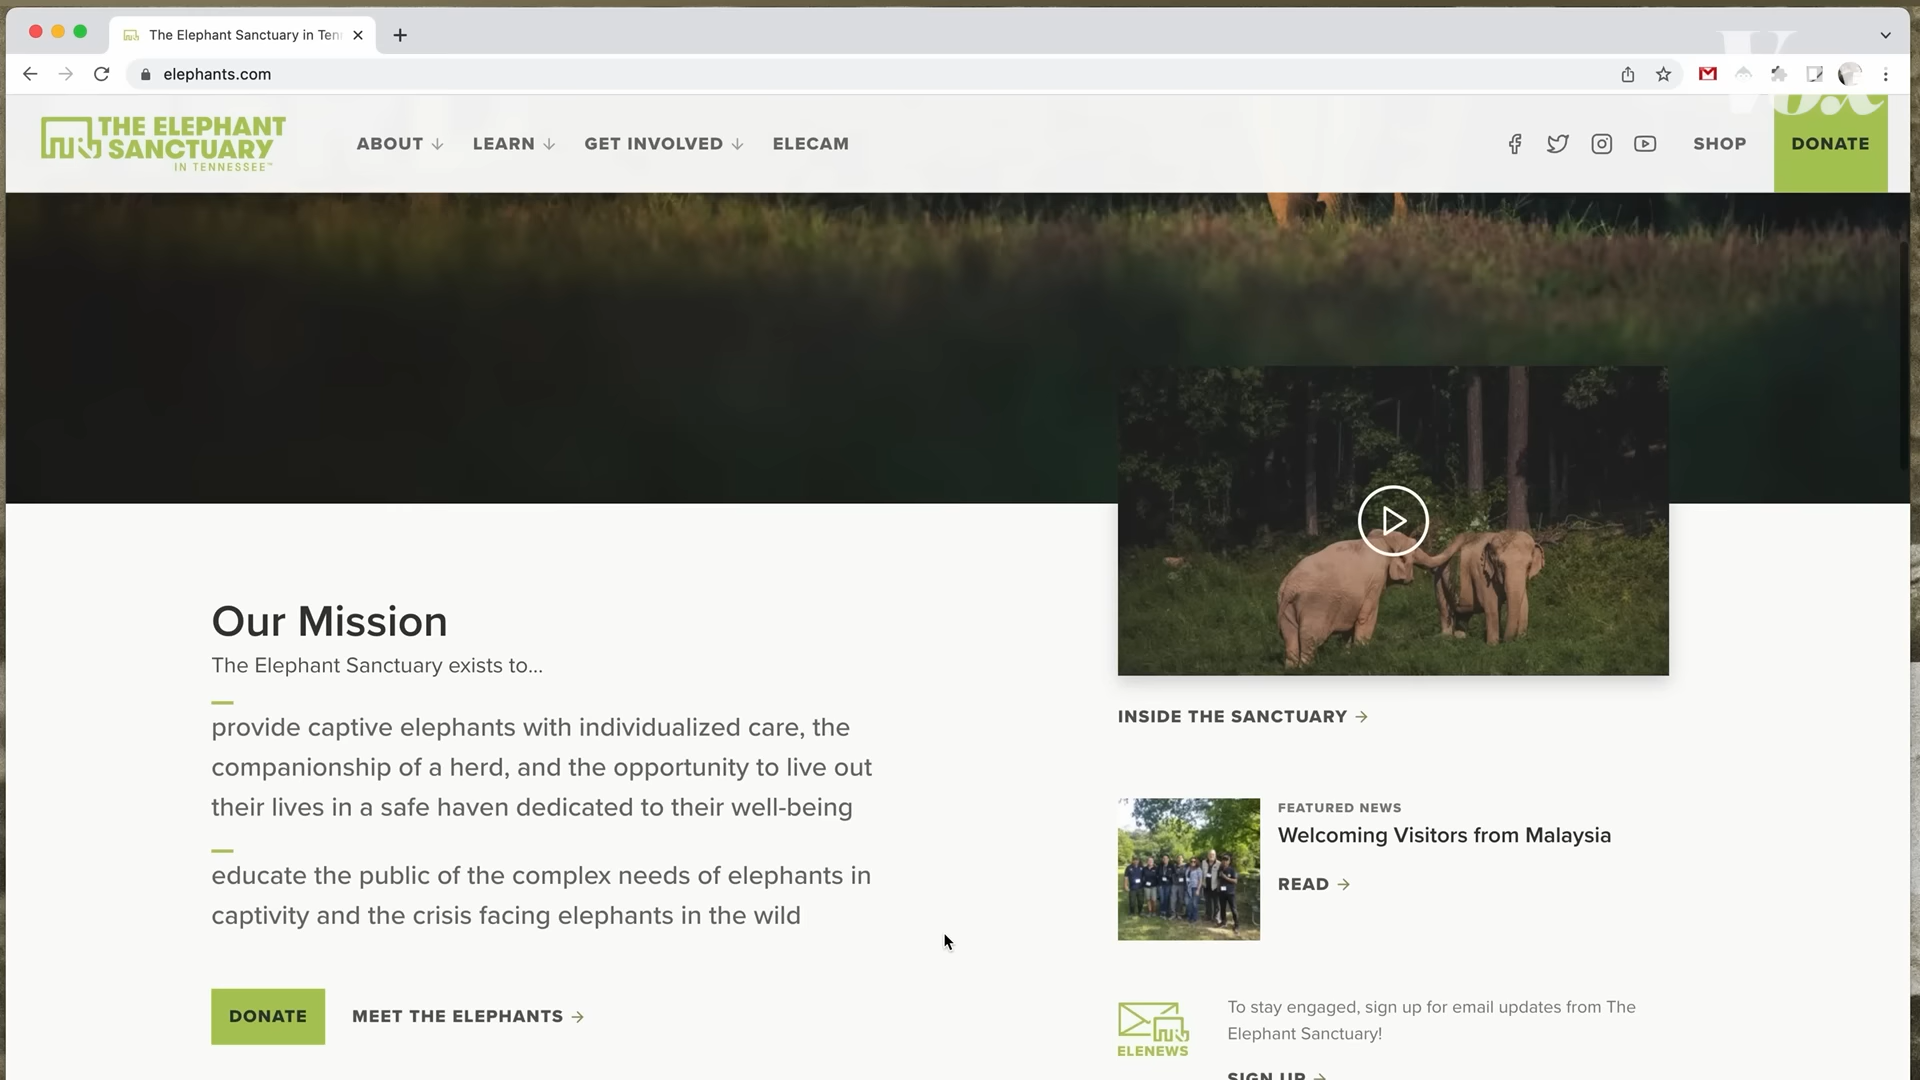 The Elephant Sanctuary in Ten
elephants.com
Vox
THE ELEPHANT
SANCTUARY
IN TENNESSEE™
ABOUT
LEARN
GET INVOLVED
ELECAM
SHOP
DONATE
Our Mission
The Elephant Sanctuary exists to...
provide captive elephants with individualized care, the
companionship of a herd, and the opportunity to live out
their lives in a safe haven dedicated to their well-being
educate the public of the complex needs of elephants in
captivity and the crisis facing elephants in the wild
DONATE
MEET THE ELEPHANTS
INSIDE THE SANCTUARY
FEATURED NEWS
Welcoming Visitors from Malaysia
READ
ELENEWS
To stay engaged, sign up for email updates from The
Elephant Sanctuary!
SIGN UP